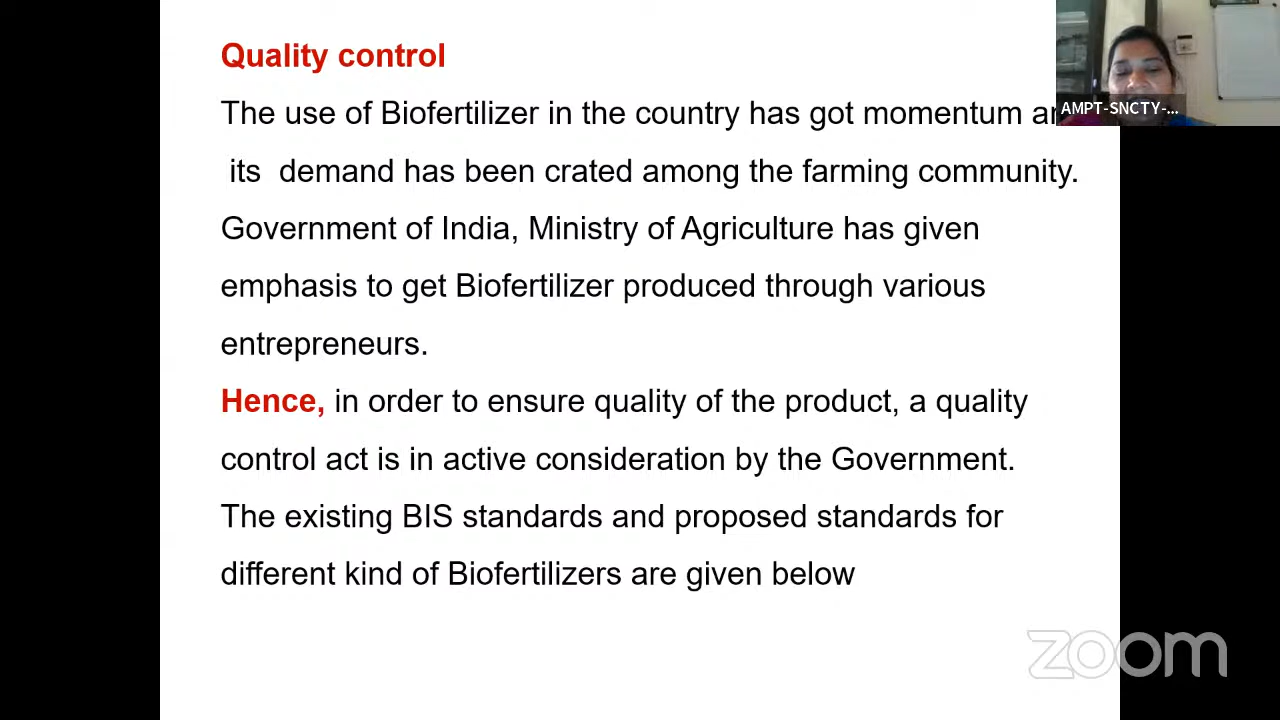 Quality control
The use of Biofertilizer in the country has got momentum
its demand has been crated among the farming community.
Government of India, Ministry of Agriculture has given
emphasis to get Biofertilizer produced through various
entrepreneurs.
Hence, in order to ensure quality of the product, a quality
control act is in active consideration by the Government.
The existing BIS standards and proposed standards for
different kind of Biofertilizers are given below
AMPT-SNCTY-...
zoom